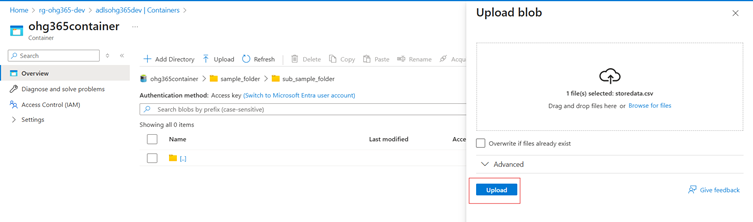 Home > rg-ohg365-dev > adlsohg365dev | Containers >
ohg365container ...
Container
Search
Overview
Diagnose and solve problems
Access Control (IAM)
Settings
Add Directory Upload Refresh Delete Copy Paste Rename
ohg365container > sample_folder > sub_sample_folder
Authentication method: Access key (Switch to Microsoft Entra user account)
Search blobs by prefix (case-sensitive)
Showing all 0 items
Name Last modified
[..]
Upload blob
1 file(s) selected: storedata.csv
Drag and drop files here or Browse for files
Overwrite if files already exist
Advanced
Upload
Give feedback